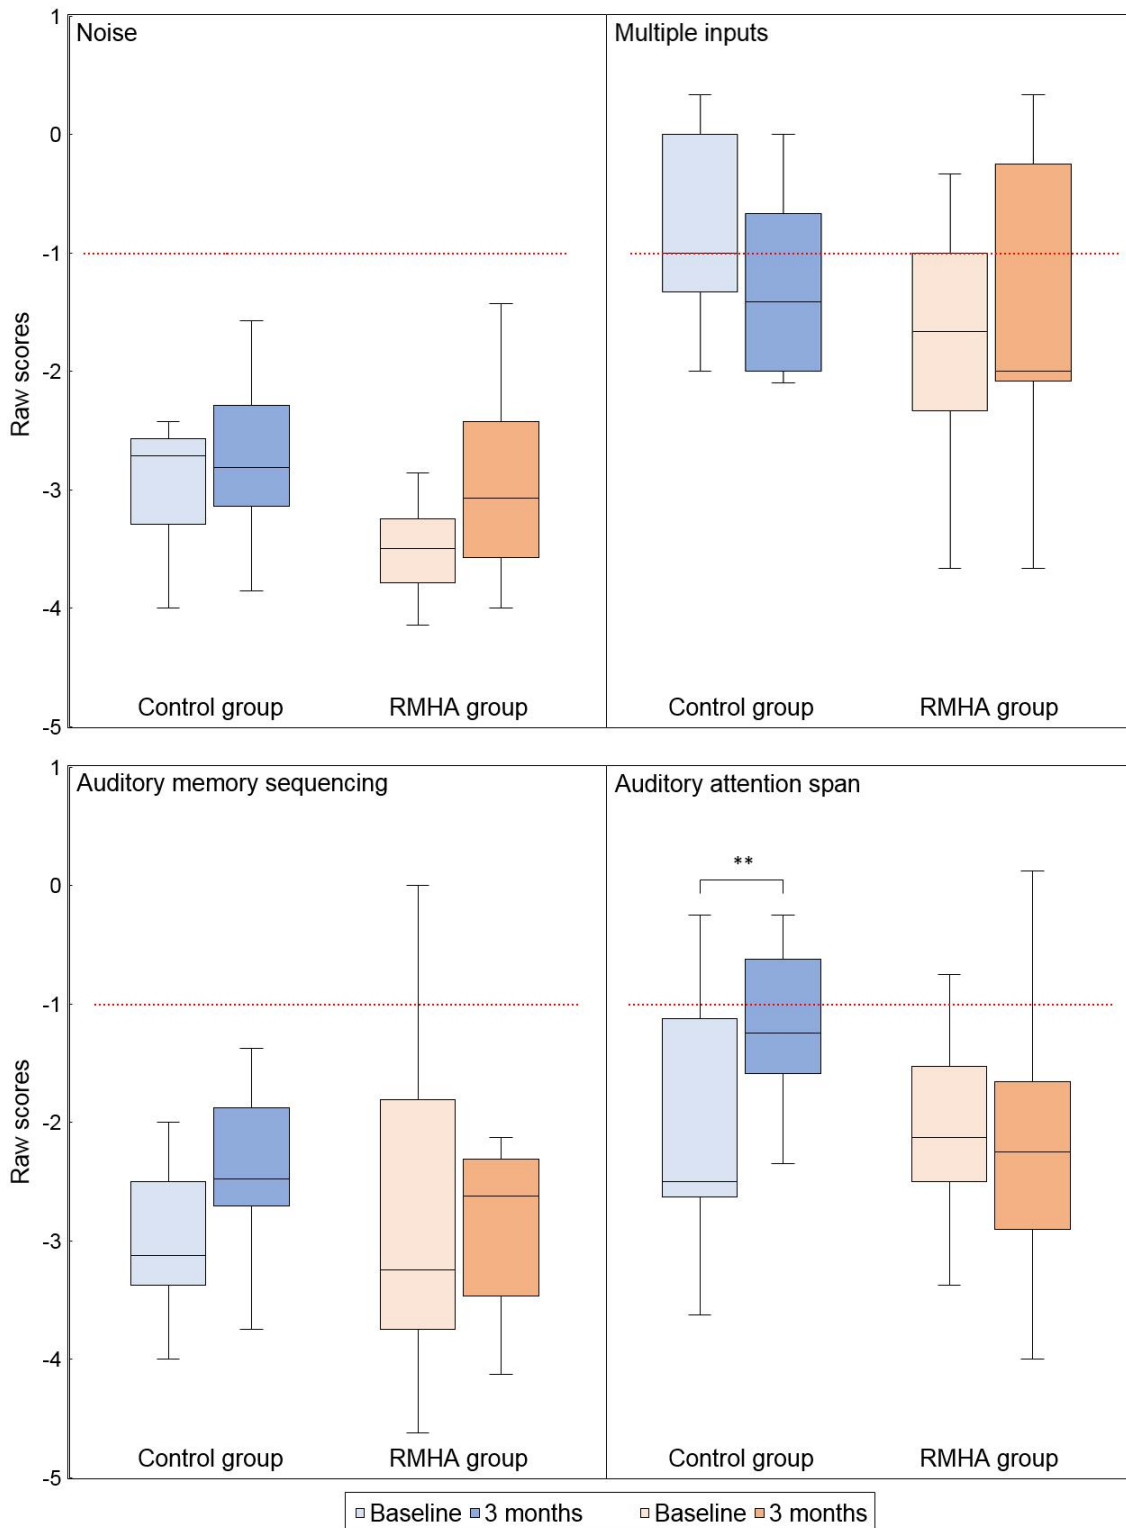 Noise
Multiple inputs
1
0
-1
-2
-3
-4
-5
Raw scores
Control group
RMHA group
Control group
RMHA group
Auditory memory sequencing
Auditory attention span
1
0
-1
-2
-3
-4
-5
Raw scores
**
Control group
RMHA group
Control group
RMHA group
Baseline 3 months Baseline 3 months